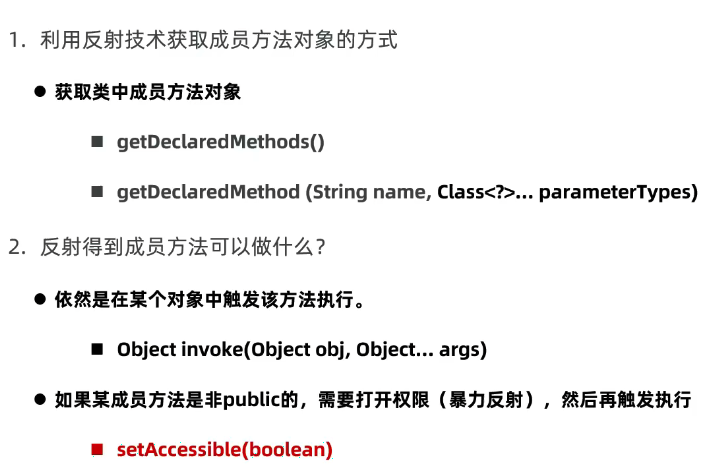 1. 利用反射技术获取成员方法对象的方式
● 获取类中成员方法对象
■ getDeclaredMethods()
■ getDeclaredMethod (String name, Class<?>... parameterTypes)
2. 反射得到成员方法可以做什么？
● 依然是在某个对象中触发该方法执行。
■ Object invoke(Object obj, Object... args)
● 如果某成员方法是非public的，需要打开权限（暴力反射），然后再触发执行
■ setAccessible(boolean)